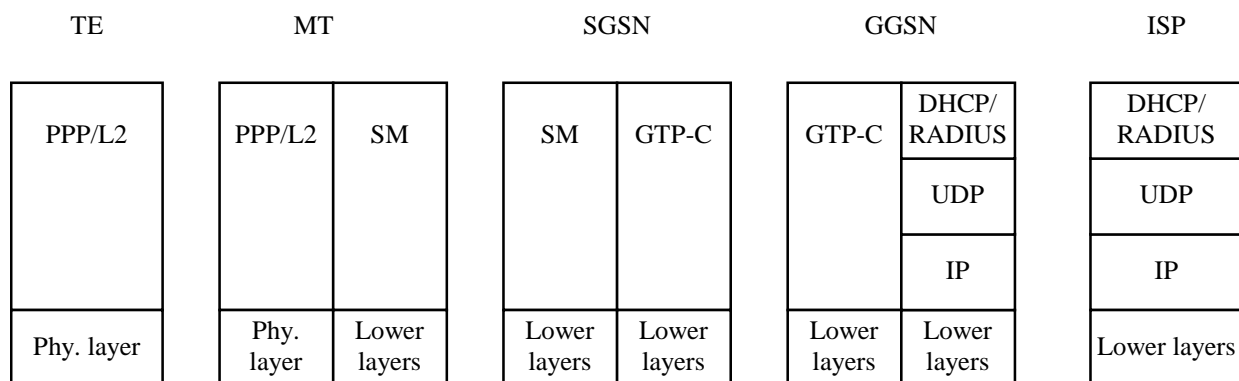 TE MT SGSN GGSN ISP
PPP/L2
Phy. layer
PPP/L2
Phy.
layer
SM
Lower
layers
SM
Lower
layers
GTP-C
Lower
layers
GTP-C
Lower
layers
DHCP/
RADIUS
UDP
IP
Lower
layers
DHCP/
RADIUS
UDP
IP
Lower layers